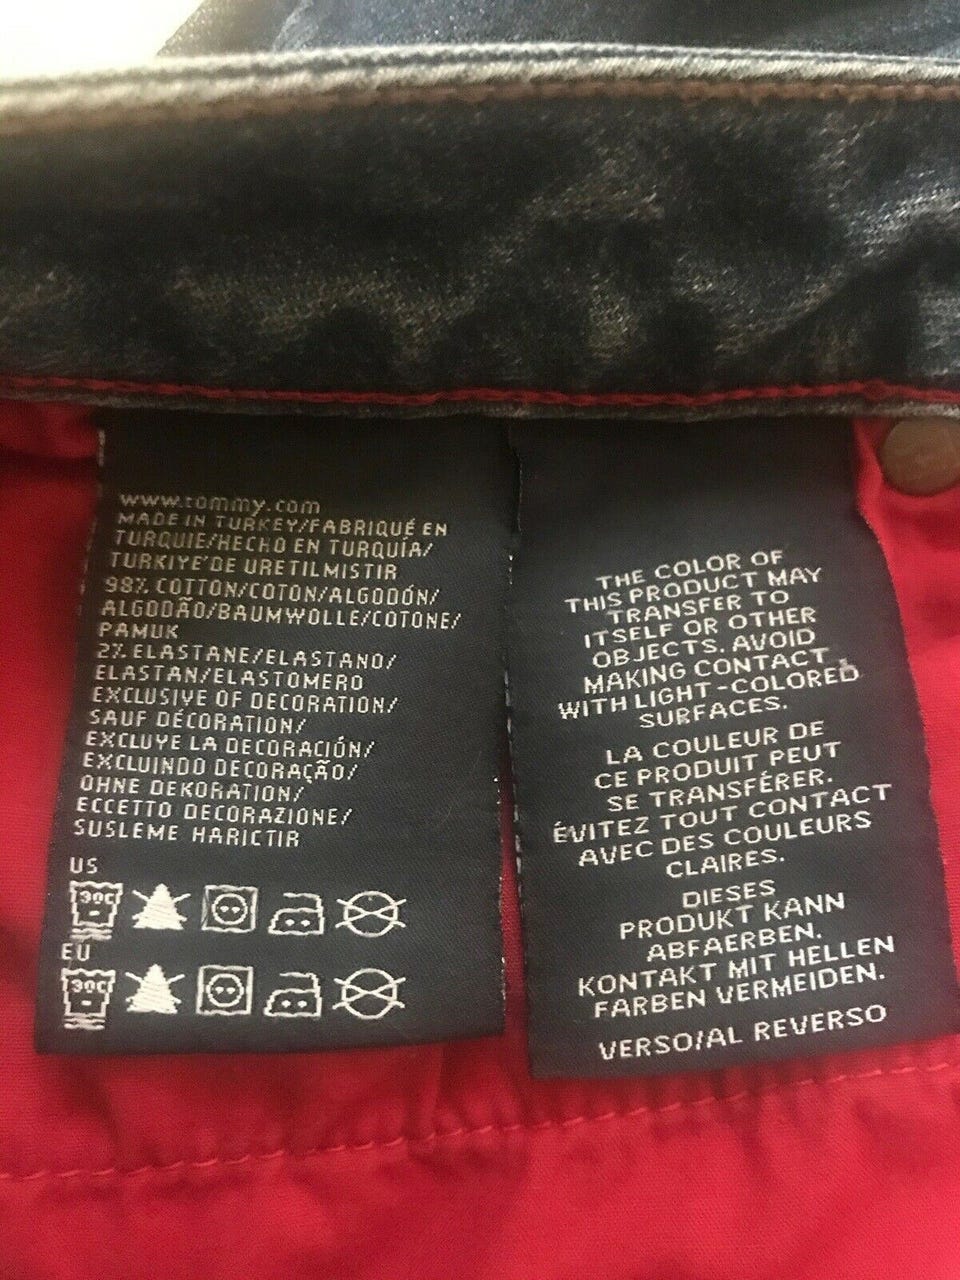 www.tommy.com
MADE IN TURKEY/FABRIQUÉ EN
TURQUIE/HECHO EN TURQUÍA/
TURKIYE'DE URETILMISTIR
98% COTTON/COTON/ALGODÓN/
ALGODÃO/BAUMWOLLE/COTONE/
PAMUK
2% ELASTANE/ELASTANO/
ELASTAN/ELASTOMERO
EXCLUSIVE OF DECORATION/
SAUF DÉCORATION/
EXCLUYE LA DECORACIÓN/
EXCLUINDO DECORAÇÃO/
OHNE DEKORATION/
ECCETTO DECORAZIONE/
SUSLEME HARICTIR
US
30C
EU
30C
THE COLOR OF
THIS PRODUCT MAY
TRANSFER TO
ITSELF OR OTHER
OBJECTS. AVOID
MAKING CONTACT
WITH LIGHT-COLORED
SURFACES.
LA COULEUR DE
CE PRODUIT PEUT
SE TRANSFÉRER.
ÉVITEZ TOUT CONTACT
AVEC DES COULEURS
CLAIRES.
DIESES
PRODUKT KANN
ABFAERBEN.
KONTAKT MIT HELLEN
FARBEN VERMEIDEN.
VERSO/AL REVERSO